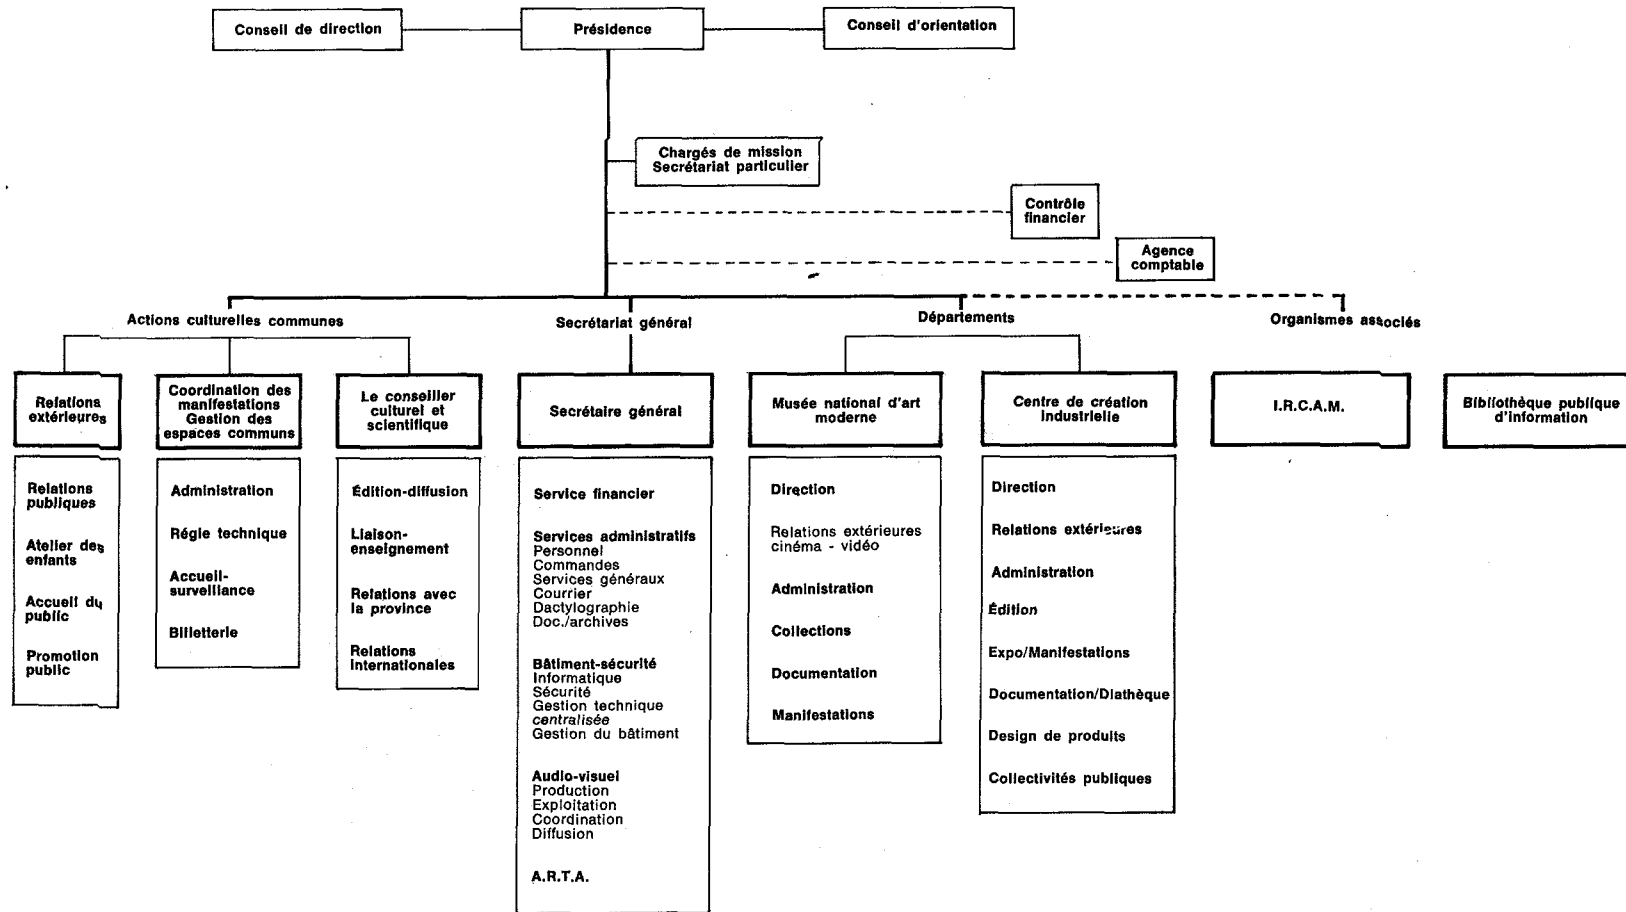 Conseil de direction
Présidence
Conseil d'orientation
Chargés de mission
Secrétariat particulier
Contrôle
financier
Agence
comptable
Actions culturelles communes
Secrétariat général
Départements
Organismes associés
Relations
extérieures
Coordination des
manifestations
Gestion des
espaces communs
Le conseiller
culturel et
scientifique
Secrétaire général
Musée national d'art
moderne
Centre de création
industrielle
I.R.C.A.M.
Bibliothèque publique
d'information
Relations
publiques
Atelier des
enfants
Accueil du
public
Promotion
public
Administration
Régie technique
Accueil-
surveillance
Billetterie
Édition-diffusion
Liaison-
enseignement
Relations avec
la province
Relations
internationales
Service financier
Services administratifs
Personnel
Commandes
Services généraux
Courrier
Dactylographie
Doc./archives
Bâtiment-sécurité
Informatique
Sécurité
Gestion technique
centralisée
Gestion du bâtiment
Audio-visuel
Production
Exploitation
Coordination
Diffusion
A.R.T.A.
Direction
Relations extérieures
cinéma - vidéo
Administration
Collections
Documentation
Manifestations
Direction
Relations extérieures
Administration
Édition
Expo/Manifestations
Documentation/Diathèque
Design de produits
Collectivités publiques